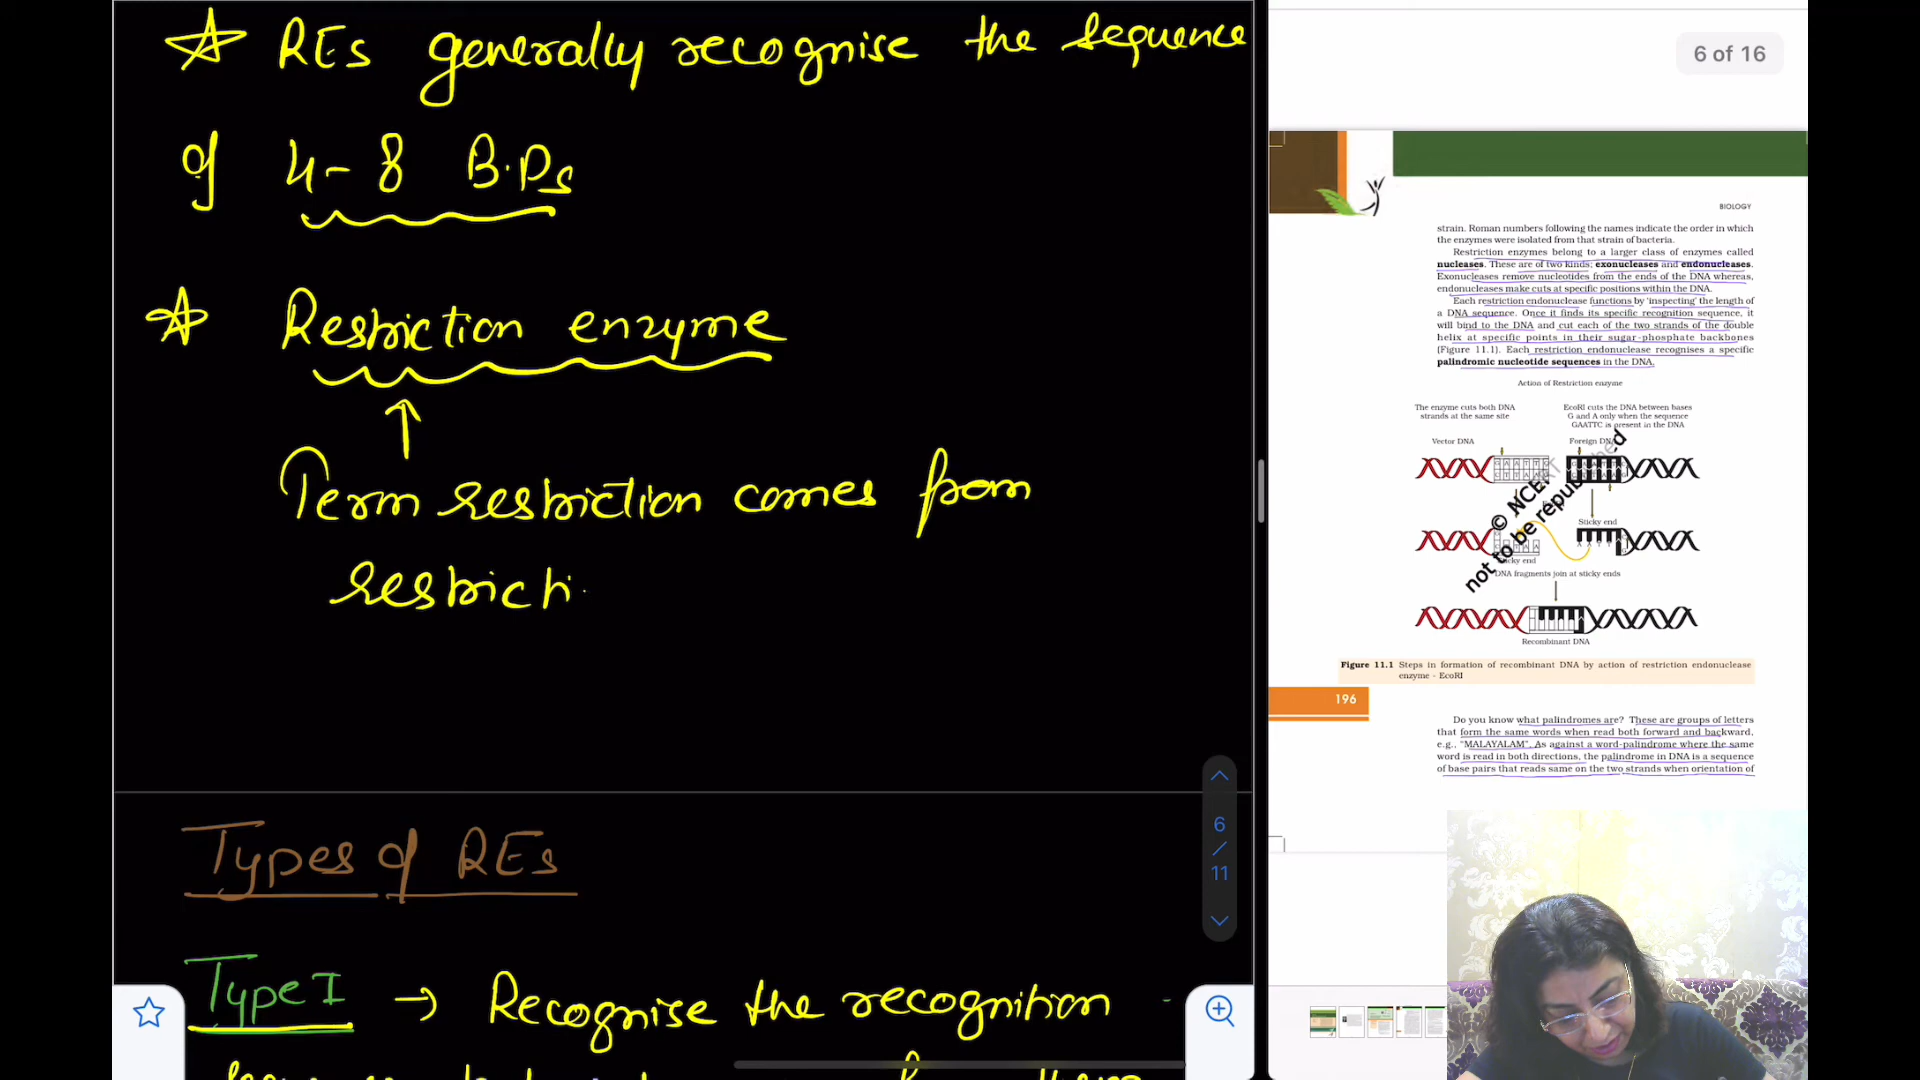 ☆ REs generally recognise the sequence
of 4-8 B.Ps
☆ Restriction enzyme
↑
Term restriction comes from
restricti
Types of REs
Type I → Recognise the recognition -
6 / 11
6 of 16
BIOLOGY
strain. Roman numbers following the names indicate the order in which
the enzymes were isolated from that strain of bacteria.
Restriction enzymes belong to a larger class of enzymes called
nucleases. These are of two kinds; exonucleases and endonucleases.
Exonucleases remove nucleotides from the ends of the DNA whereas,
endonucleases make cuts at specific positions within the DNA.
Each restriction endonuclease functions by 'inspecting' the length of
a DNA sequence. Once it finds its specific recognition sequence, it
will bind to the DNA and cut each of the two strands of the double
helix at specific points in their sugar-phosphate backbones
(Figure 11.1). Each restriction endonuclease recognises a specific
palindromic nucleotide sequences in the DNA.
Action of Restriction enzyme
The enzyme cuts both DNA
strands at the same site
EcoRI cuts the DNA between bases
G and A only when the sequence
GAATTC is present in the DNA
Vector DNA
Foreign DNA
Sticky end
DNA fragments join at sticky ends
Recombinant DNA
© NCERT
not to be republished
Figure 11.1 Steps in formation of recombinant DNA by action of restriction endonuclease
enzyme - EcoRI
196
Do you know what palindromes are? These are groups of letters
that form the same words when read both forward and backward,
e.g., "MALAYALAM". As against a word-palindrome where the same
word is read in both directions, the palindrome in DNA is a sequence
of base pairs that reads same on the two strands when orientation of